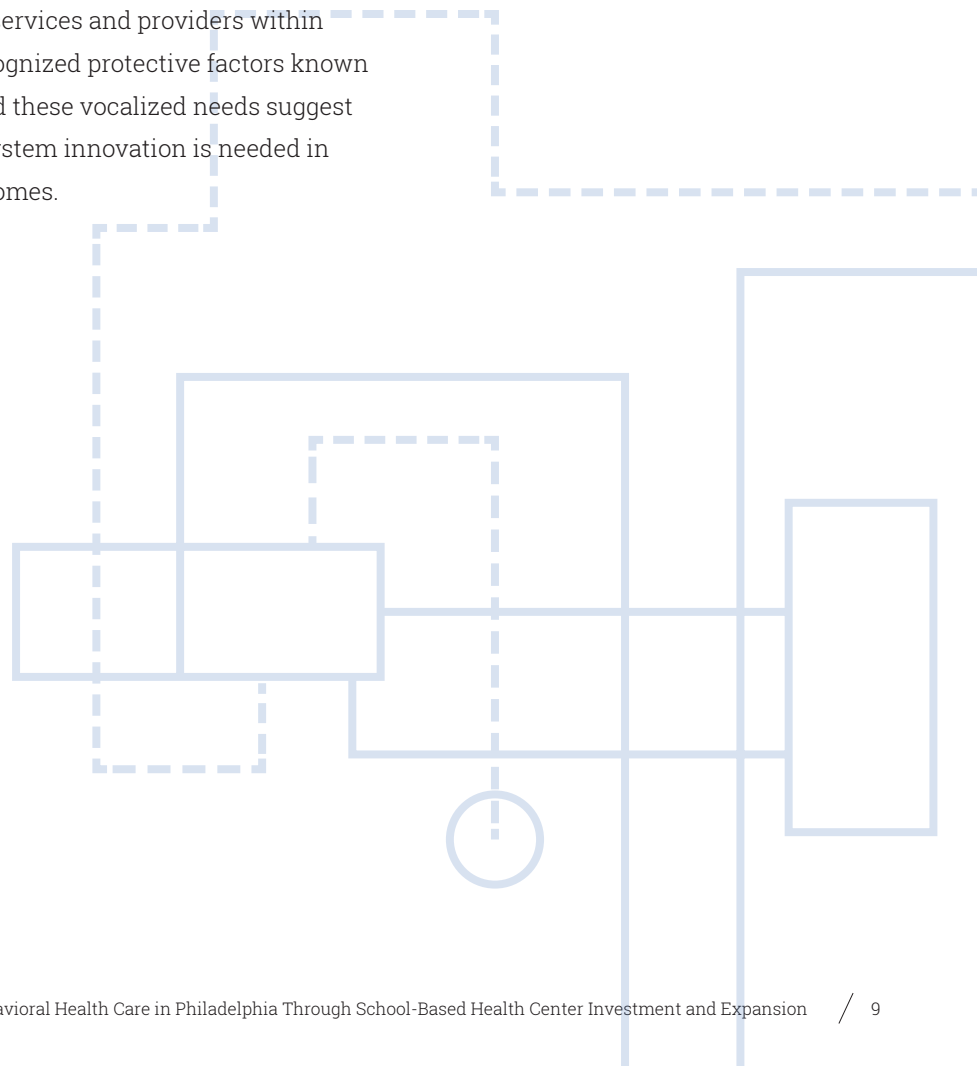 ervices and providers within
ognized protective factors known
d these vocalized needs suggest
ystem innovation is needed in
omes.
avioral Health Care in Philadelphia Through School-Based Health Center Investment and Expansion / 9